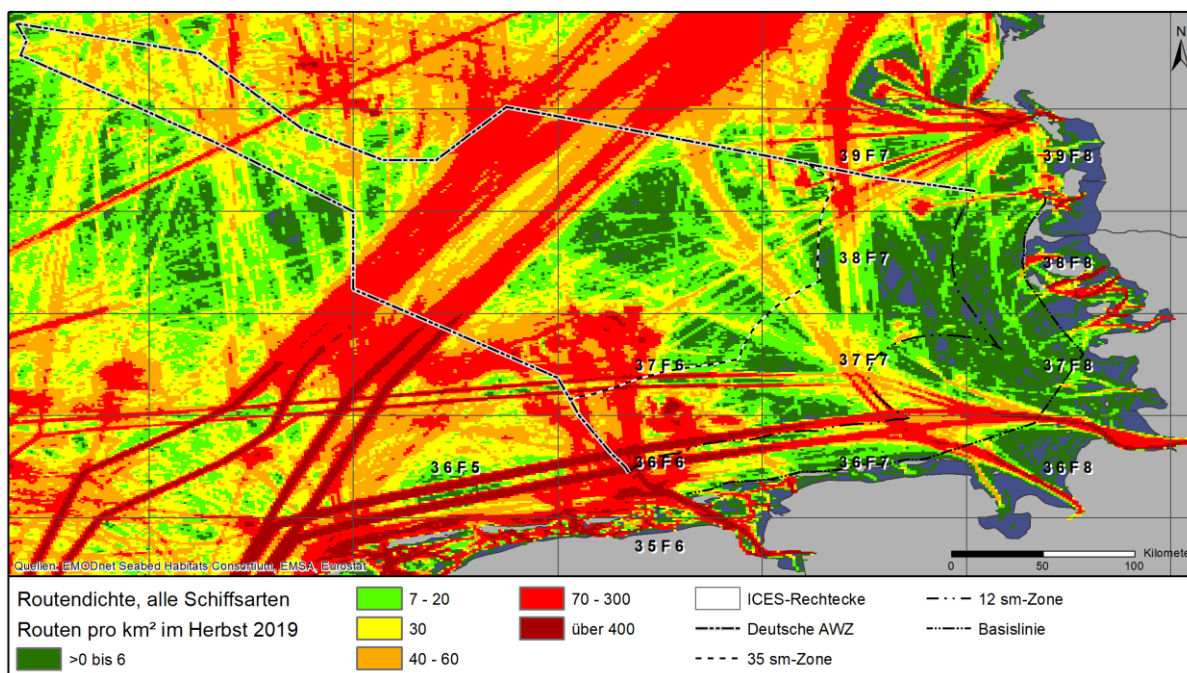 N
39F7 39F8
38F7 38F8
37F6 37F7 37F8
36F5 36F6 36F7 36F8
35F6
Kilomete
0 50 100
Quellen: EMODnet Seabed Habitats Consortium, EMSA, Eurostat
Routendichte, alle Schiffsarten
Routen pro km² im Herbst 2019
>0 bis 6
7 - 20
30
40 - 60
70 - 300
über 400
ICES-Rechtecke
Deutsche AWZ
35 sm-Zone
12 sm-Zone
Basislinie